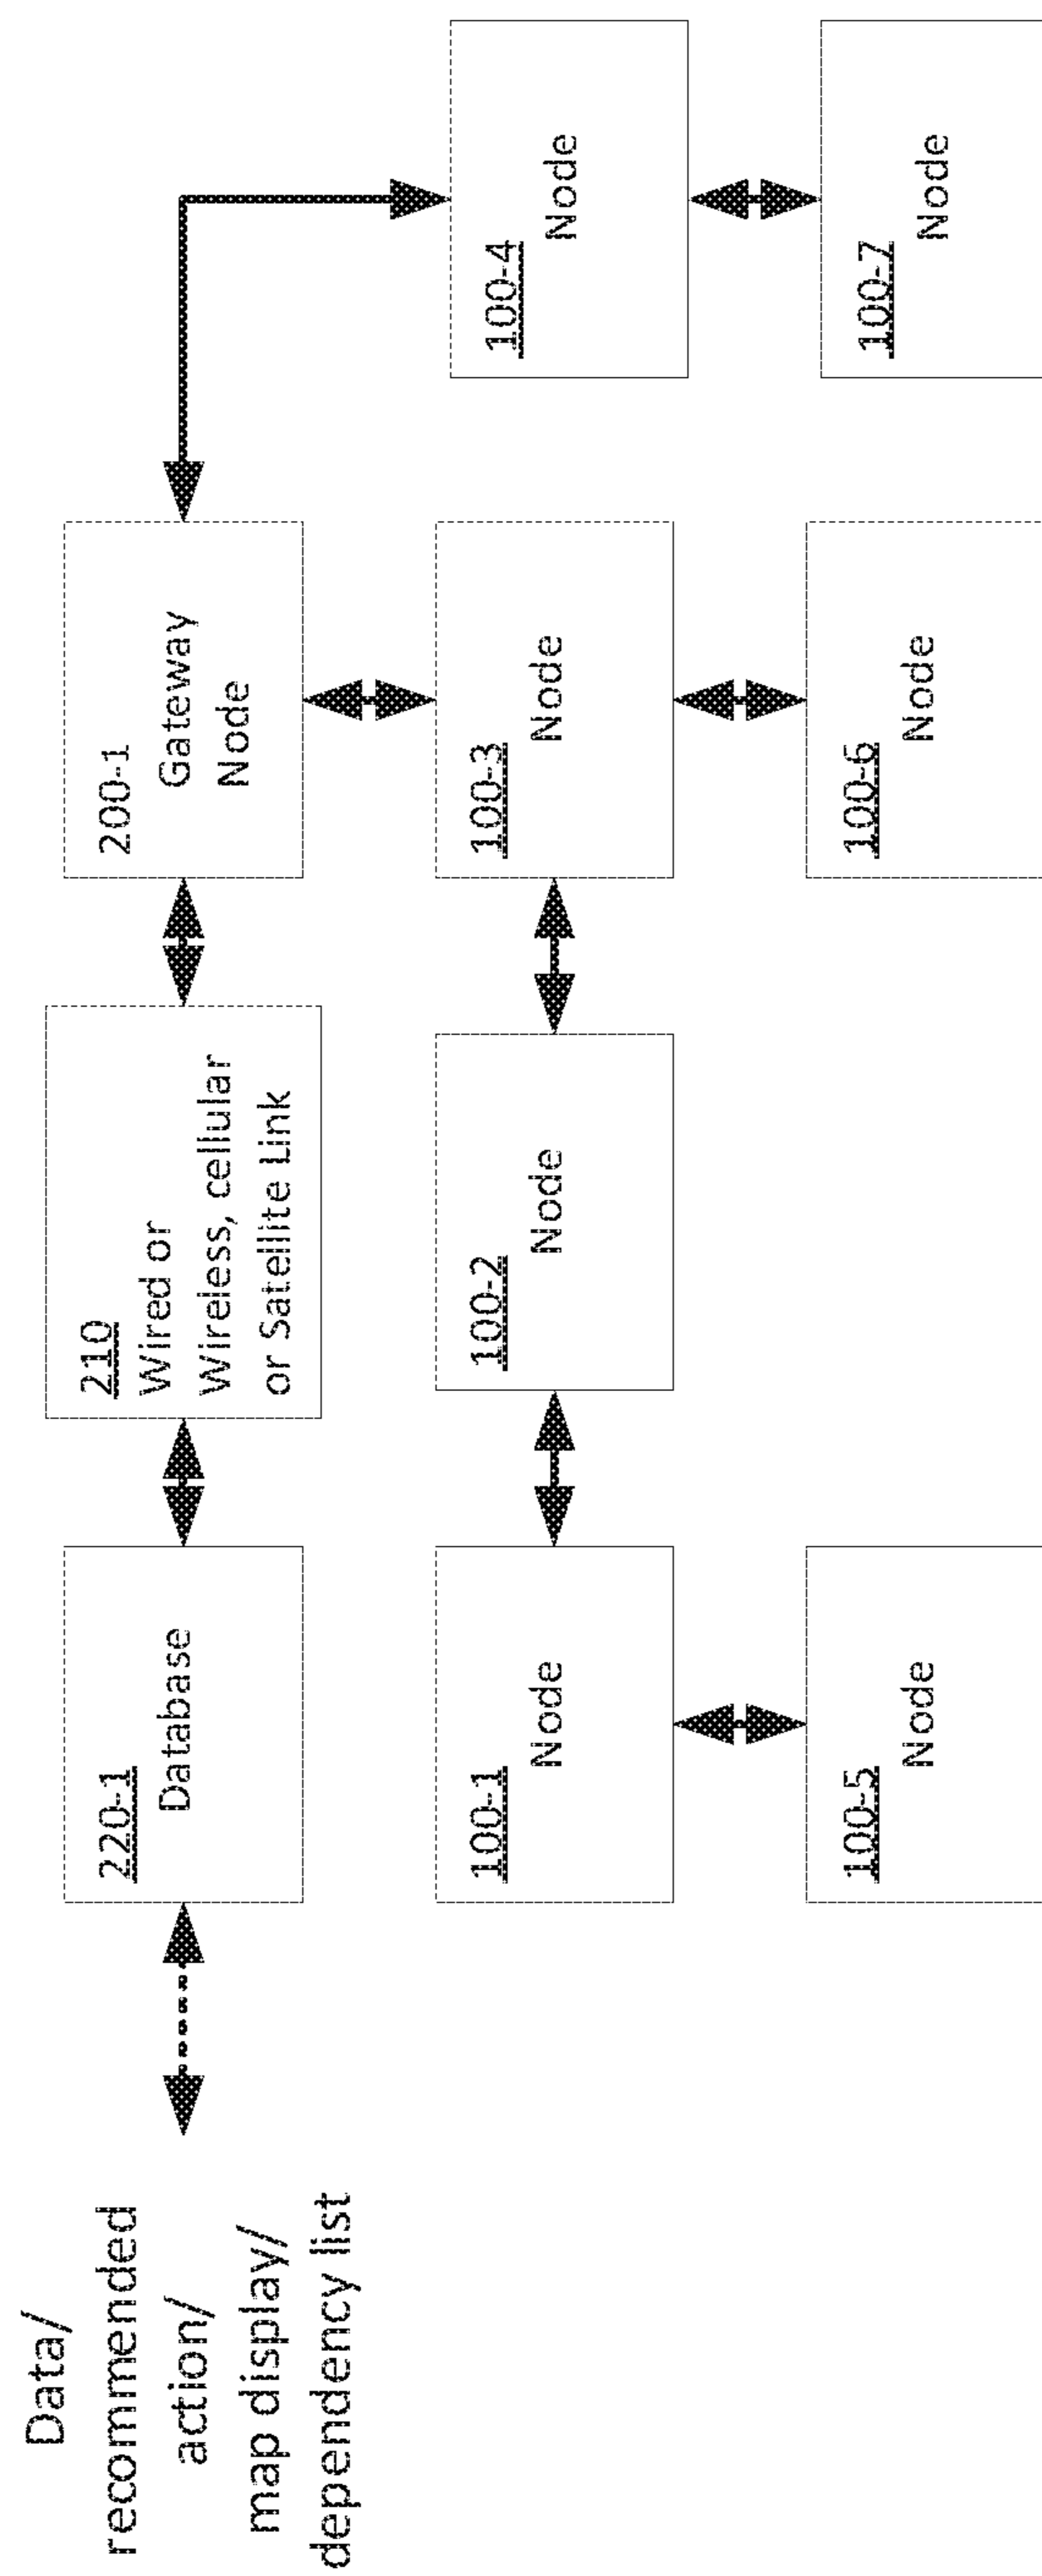 Data/
recommended
action/
map display/
dependency list
220-1
Database
210
Wired or
Wireless, cellular
or Satellite Link
200-1
Gateway
Node
100-1
Node
100-2
Node
100-3
Node
100-4
Node
100-5
Node
100-6
Node
100-7
Node